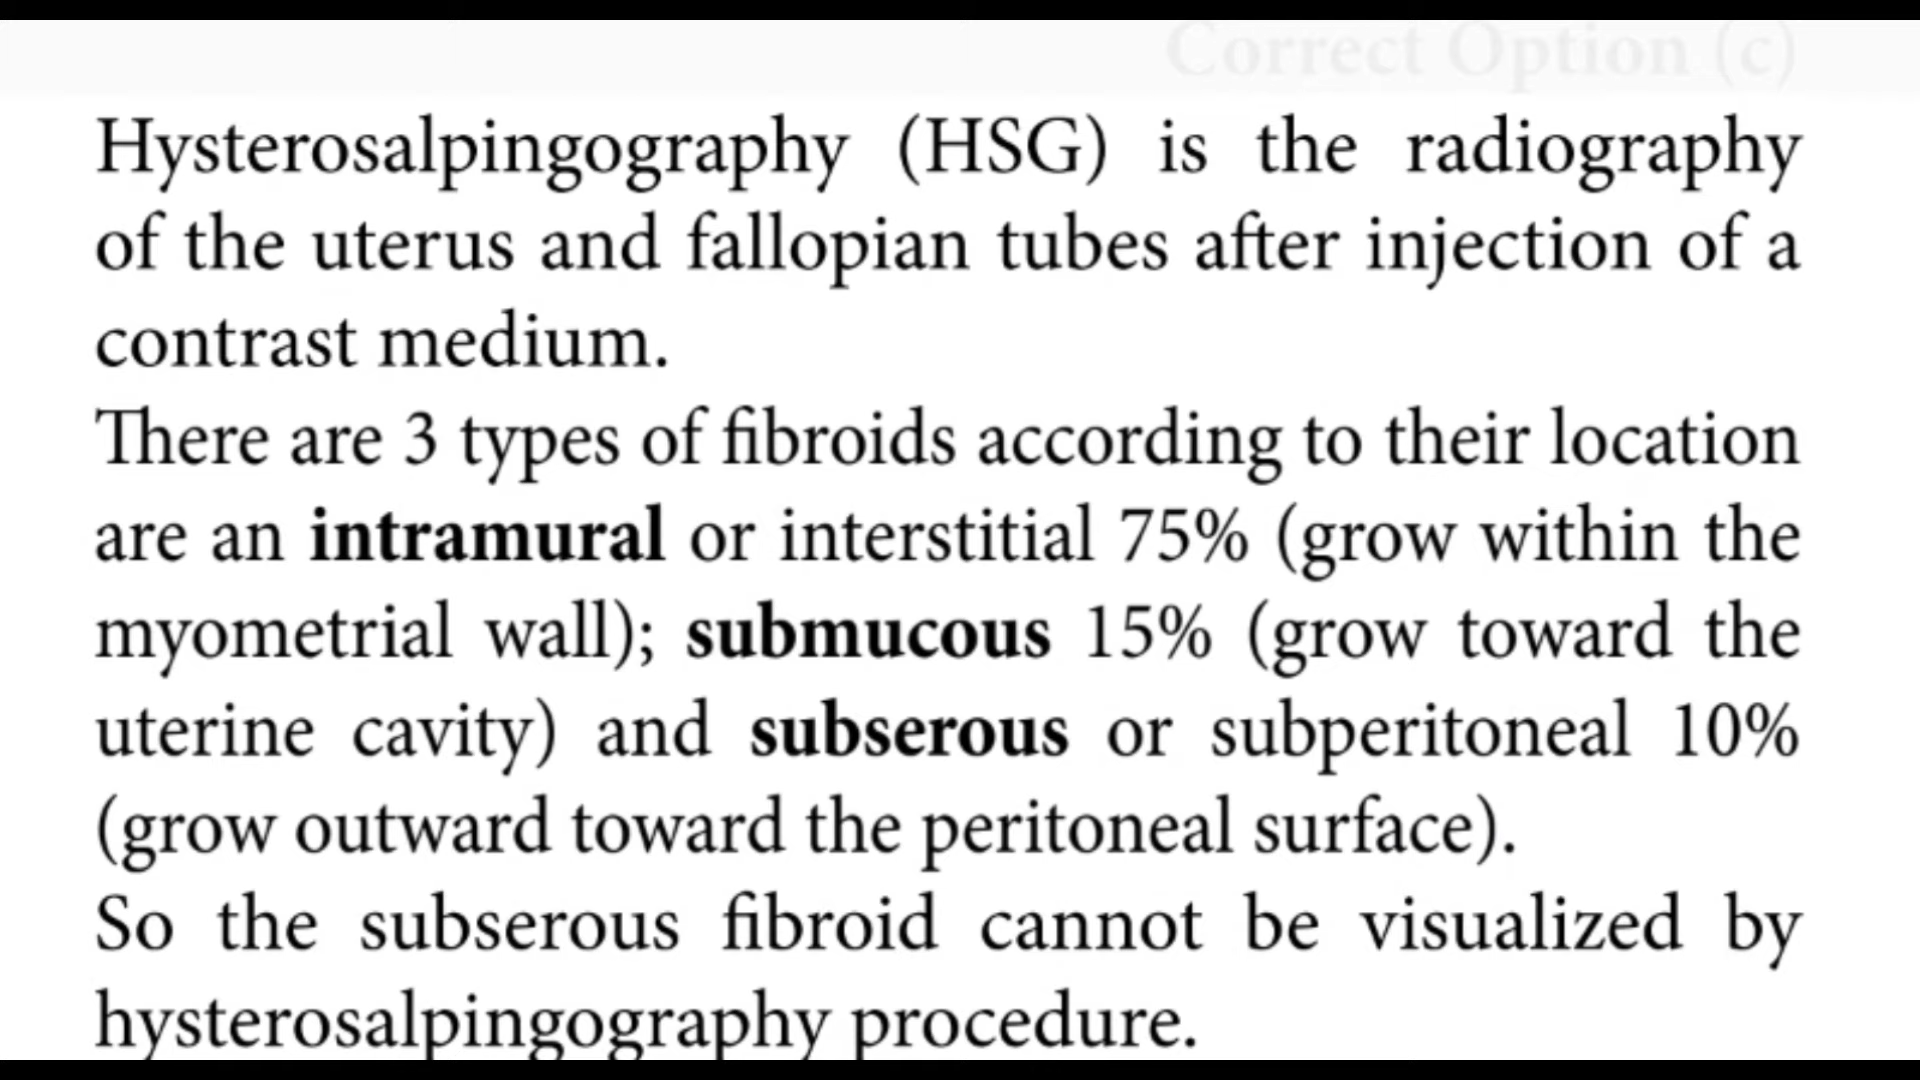 Correct Option (c)
Hysterosalpingography (HSG) is the radiography
of the uterus and fallopian tubes after injection of a
contrast medium.
There are 3 types of fibroids according to their location
are an intramural or interstitial 75% (grow within the
myometrial wall); submucous 15% (grow toward the
uterine cavity) and subserous or subperitoneal 10%
(grow outward toward the peritoneal surface).
So the subserous fibroid cannot be visualized by
hysterosalpingography procedure.